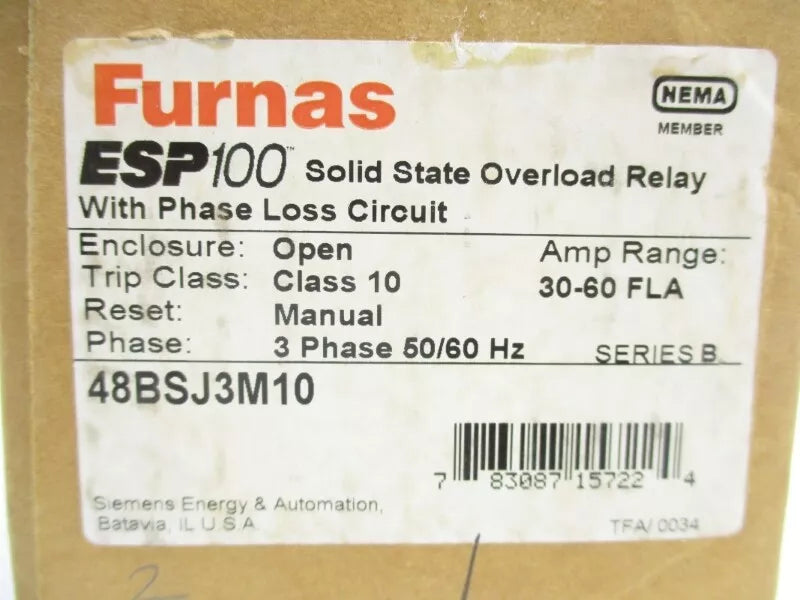 Furnas
NEMA
MEMBER
ESP100™ Solid State Overload Relay
With Phase Loss Circuit
Enclosure: Open
Amp Range:
Trip Class: Class 10
30-60 FLA
Reset: Manual
Phase: 3 Phase 50/60 Hz
SERIES B
48BSJ3M10
7 83087 15722 4
Siemens Energy & Automation,
Batavia, IL U.S.A
TFA/ 0034
2